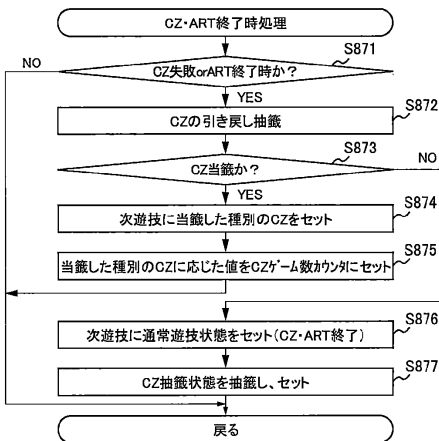 CZ・ART終了時処理
S871
NO
CZ失敗orART終了時か?
YES
S872
CZの引き戻し抽籤
S873
NO
CZ当籤か?
YES
S874
次遊技に当籤した種別のCZをセット
S875
当籤した種別のCZに応じた値をCZゲーム数カウンタにセット
S876
次遊技に通常遊技状態をセット(CZ・ART終了)
S877
CZ抽籤状態を抽籤し、セット
戻る